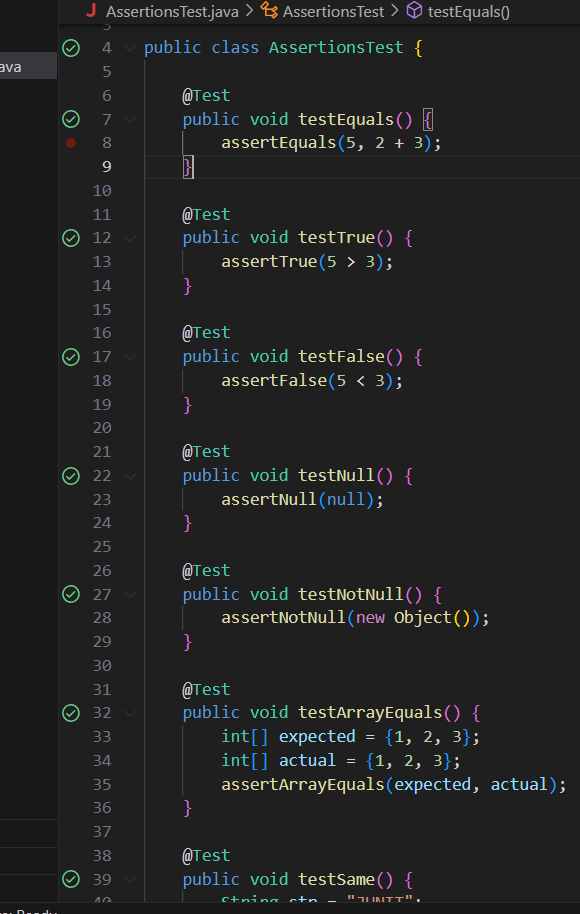 AssertionsTest.java > AssertionsTest > testEquals()
ava
4 public class AssertionsTest {
5
6 @Test
7 public void testEquals() {
8 assertEquals(5, 2 + 3);
9 }
10
11 @Test
12 public void testTrue() {
13 assertTrue(5 > 3);
14 }
15
16 @Test
17 public void testFalse() {
18 assertFalse(5 < 3);
19 }
20
21 @Test
22 public void testNull() {
23 assertNull(null);
24 }
25
26 @Test
27 public void testNotNull() {
28 assertNotNull(new Object());
29 }
30
31 @Test
32 public void testArrayEquals() {
33 int[] expected = {1, 2, 3};
34 int[] actual = {1, 2, 3};
35 assertArrayEquals(expected, actual);
36 }
37
38 @Test
39 public void testSame() {
40 String str = "JUNIT";